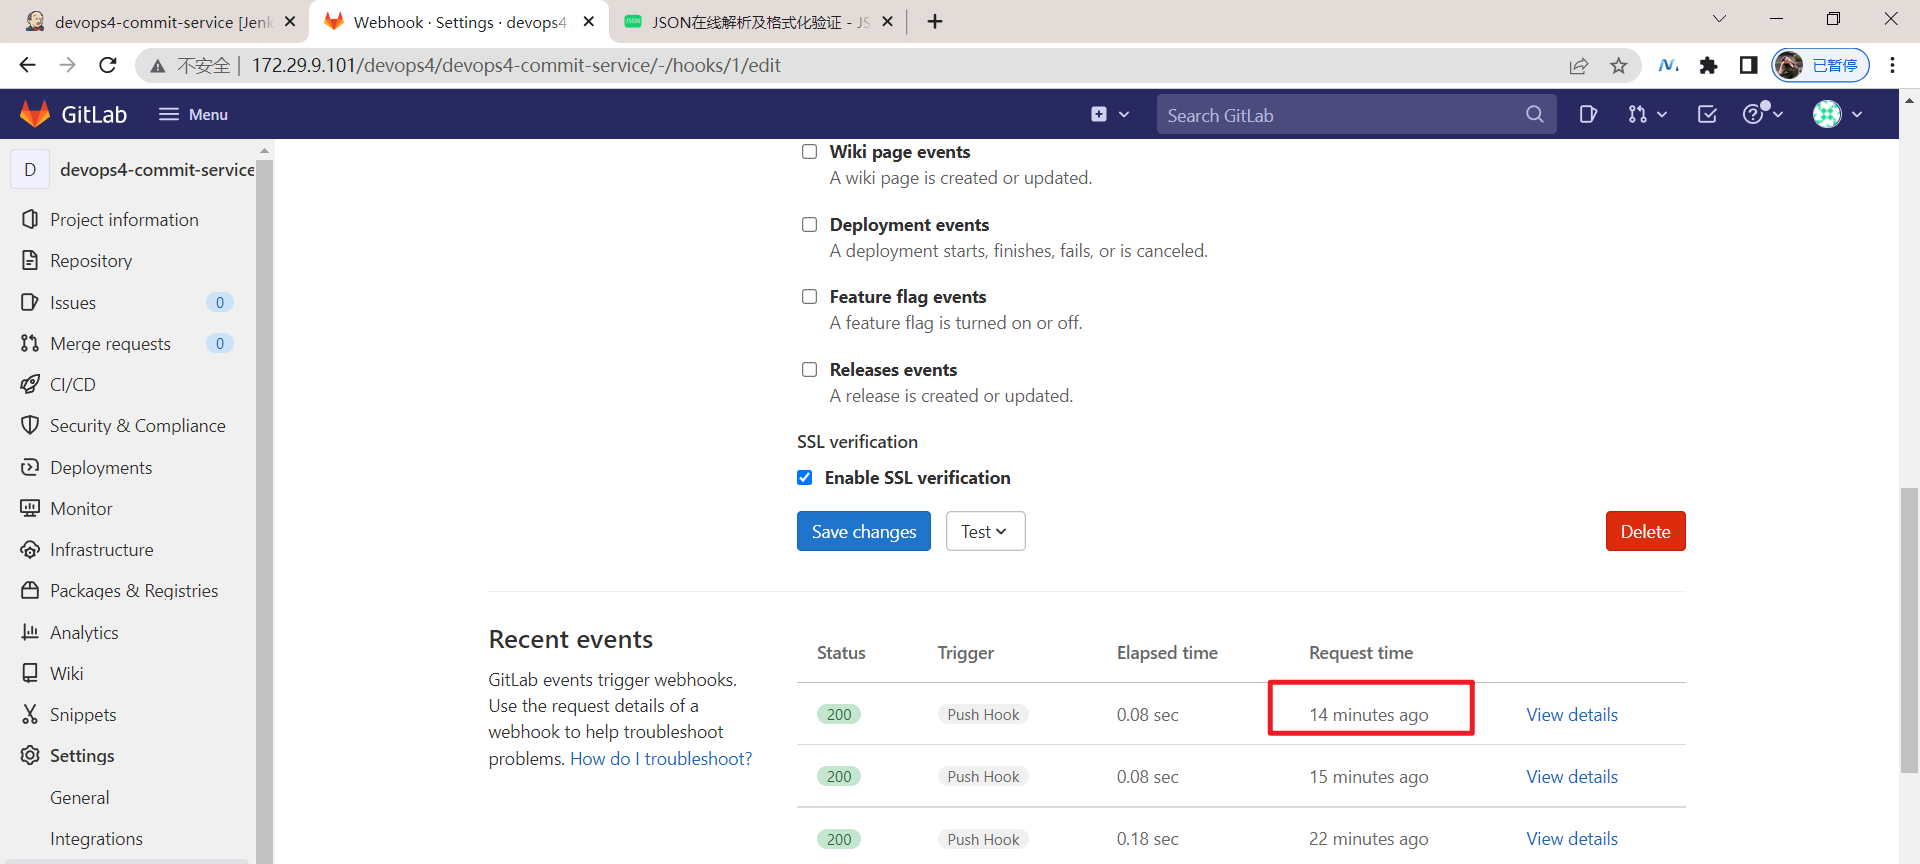 devops4-commit-service [Jenk
Webhook · Settings · devops4
JSON在线解析及格式化验证 - JS
不安全 | 172.29.9.101/devops4/devops4-commit-service/-/hooks/1/edit
已暂停
GitLab
Menu
Search GitLab
D devops4-commit-service
Project information
Repository
Issues 0
Merge requests 0
CI/CD
Security & Compliance
Deployments
Monitor
Infrastructure
Packages & Registries
Analytics
Wiki
Snippets
Settings
General
Integrations
Wiki page events
A wiki page is created or updated.
Deployment events
A deployment starts, finishes, fails, or is canceled.
Feature flag events
A feature flag is turned on or off.
Releases events
A release is created or updated.
SSL verification
Enable SSL verification
Save changes Test Delete
Recent events
GitLab events trigger webhooks.
Use the request details of a
webhook to help troubleshoot
problems. How do I troubleshoot?
Status Trigger Elapsed time Request time
200 Push Hook 0.08 sec 14 minutes ago View details
200 Push Hook 0.08 sec 15 minutes ago View details
200 Push Hook 0.18 sec 22 minutes ago View details